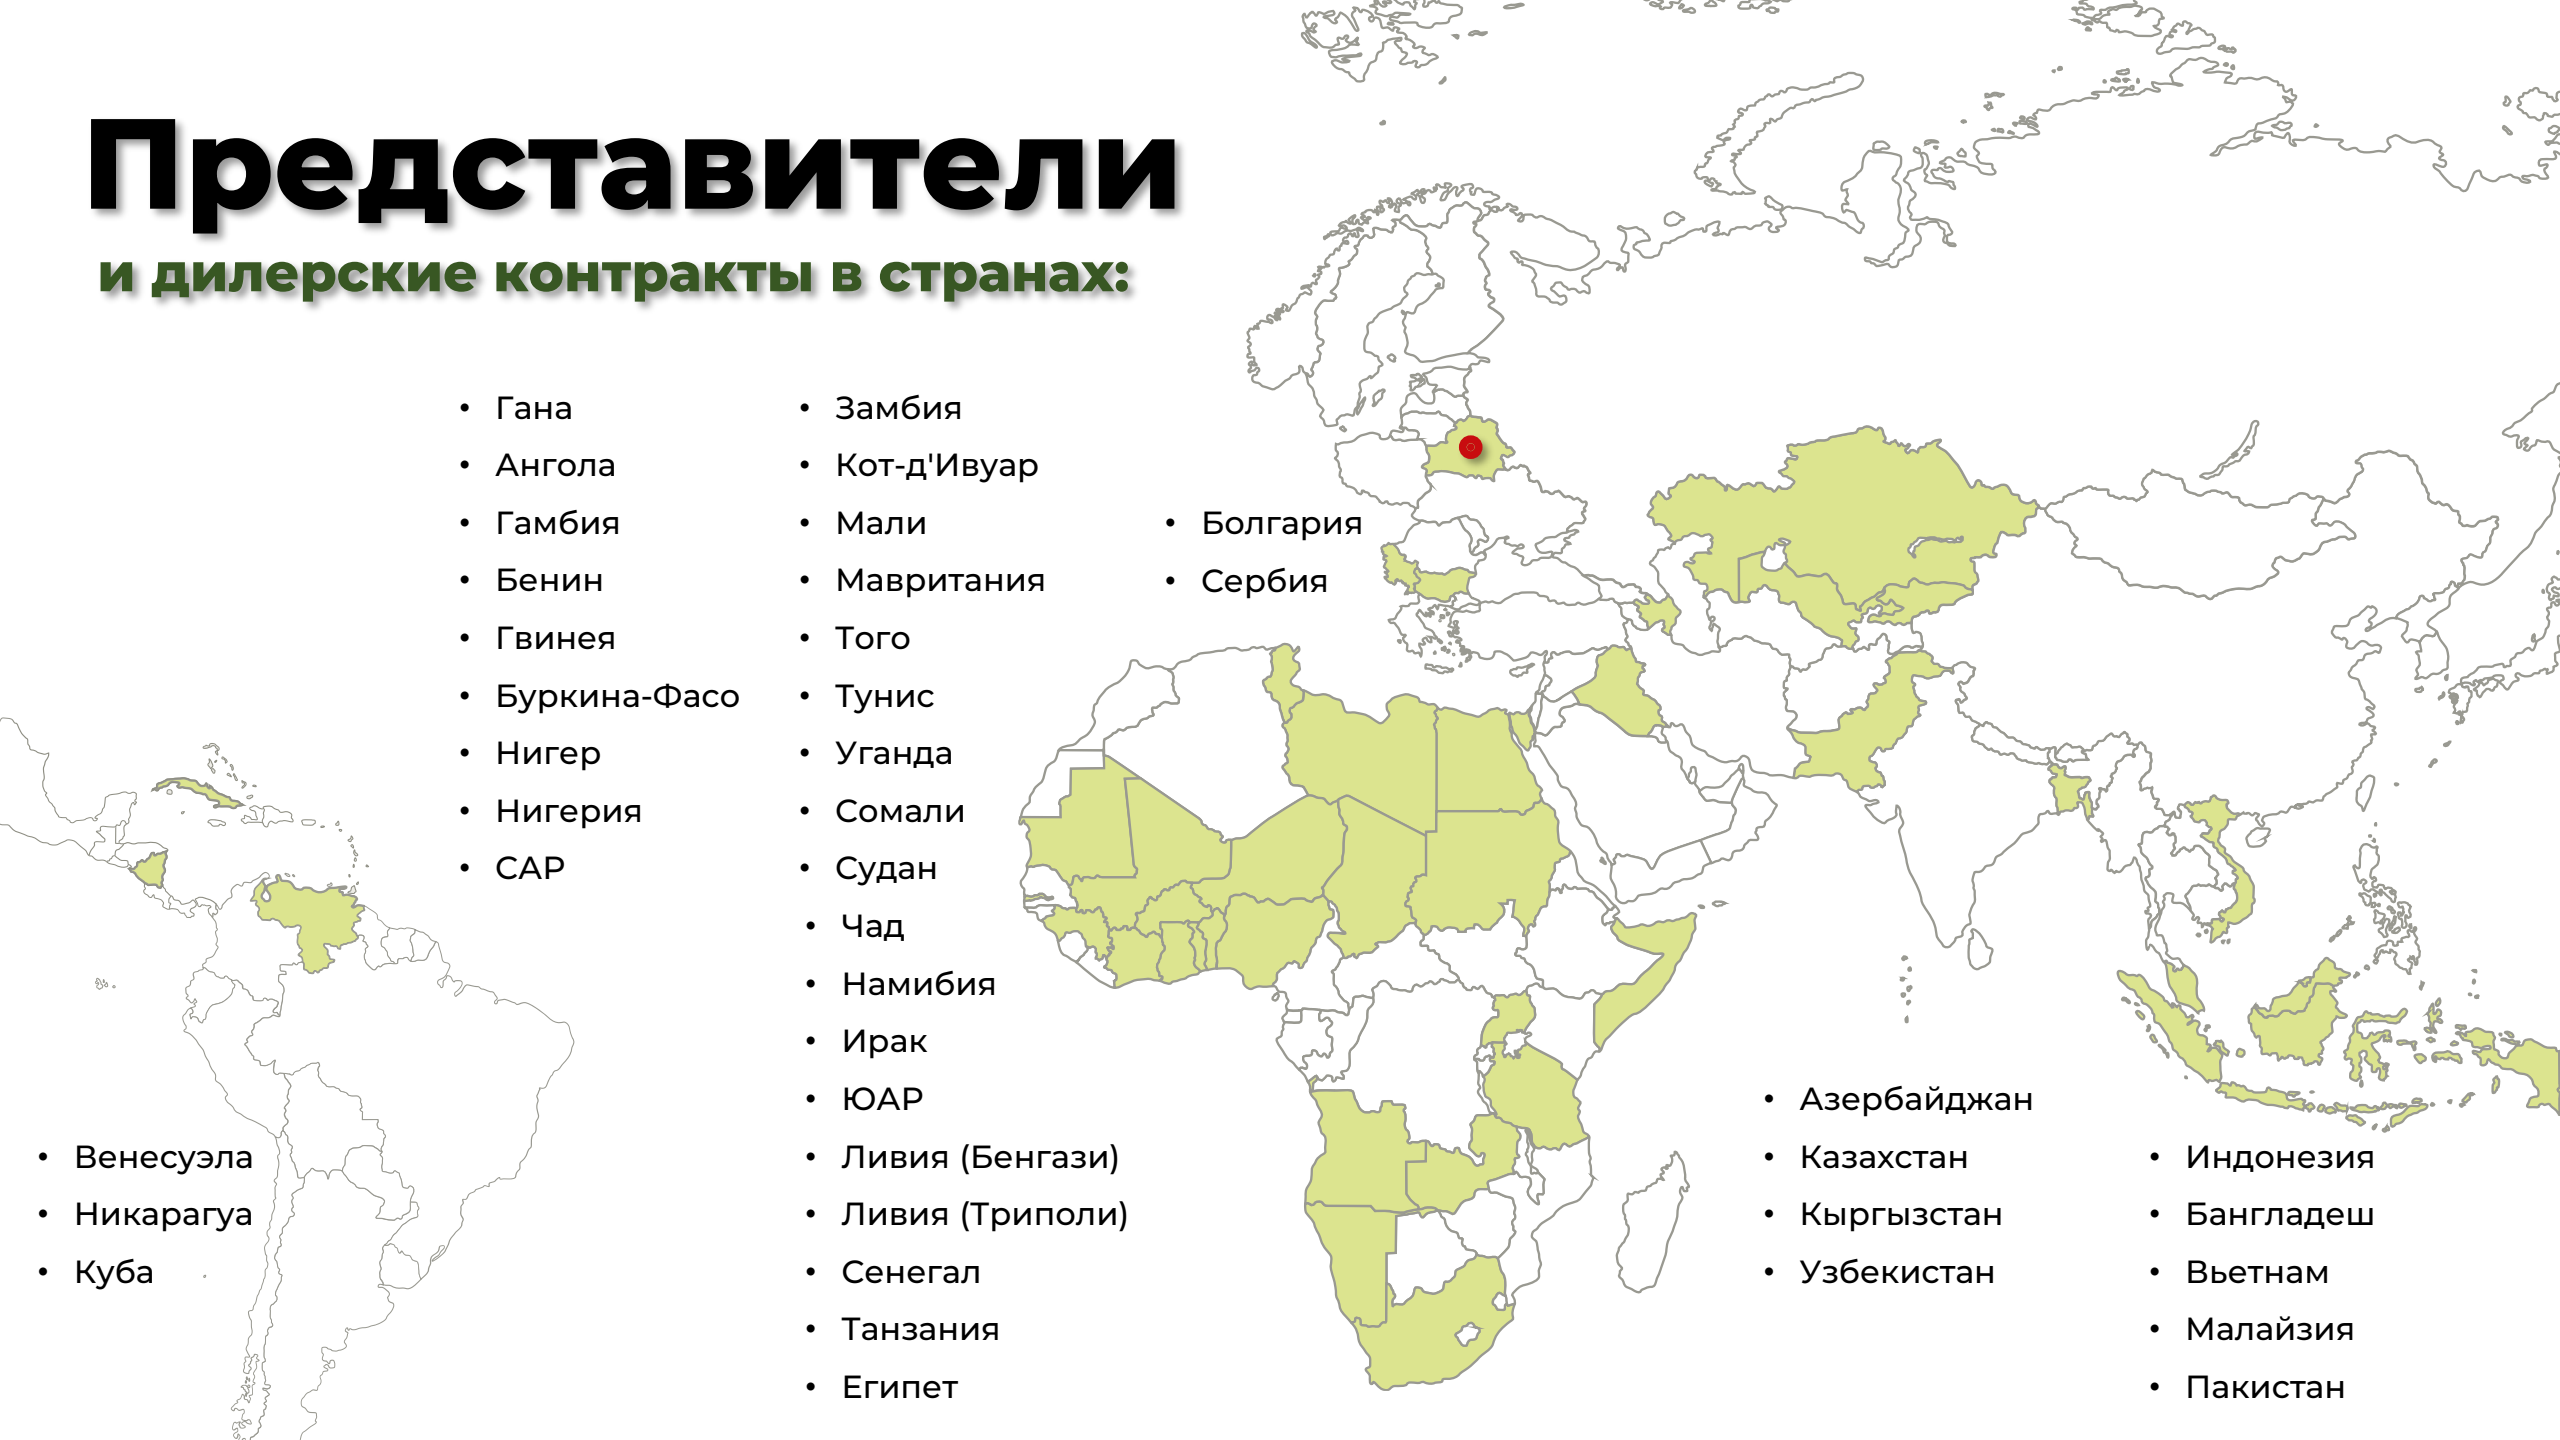 Представители
и дилерские контракты в странах:
• Гана
• Ангола
• Гамбия
• Бенин
• Гвинея
• Буркина-Фасо
• Нигер
• Нигерия
• САР
• Замбия
• Кот-д'Ивуар
• Мали
• Мавритания
• Того
• Тунис
• Уганда
• Сомали
• Судан
• Чад
• Намибия
• Ирак
• ЮАР
• Ливия (Бенгази)
• Ливия (Триполи)
• Сенегал
• Танзания
• Египет
• Болгария
• Сербия
• Венесуэла
• Никарагуа
• Куба
• Азербайджан
• Казахстан
• Кыргызстан
• Узбекистан
• Индонезия
• Бангладеш
• Вьетнам
• Малайзия
• Пакистан